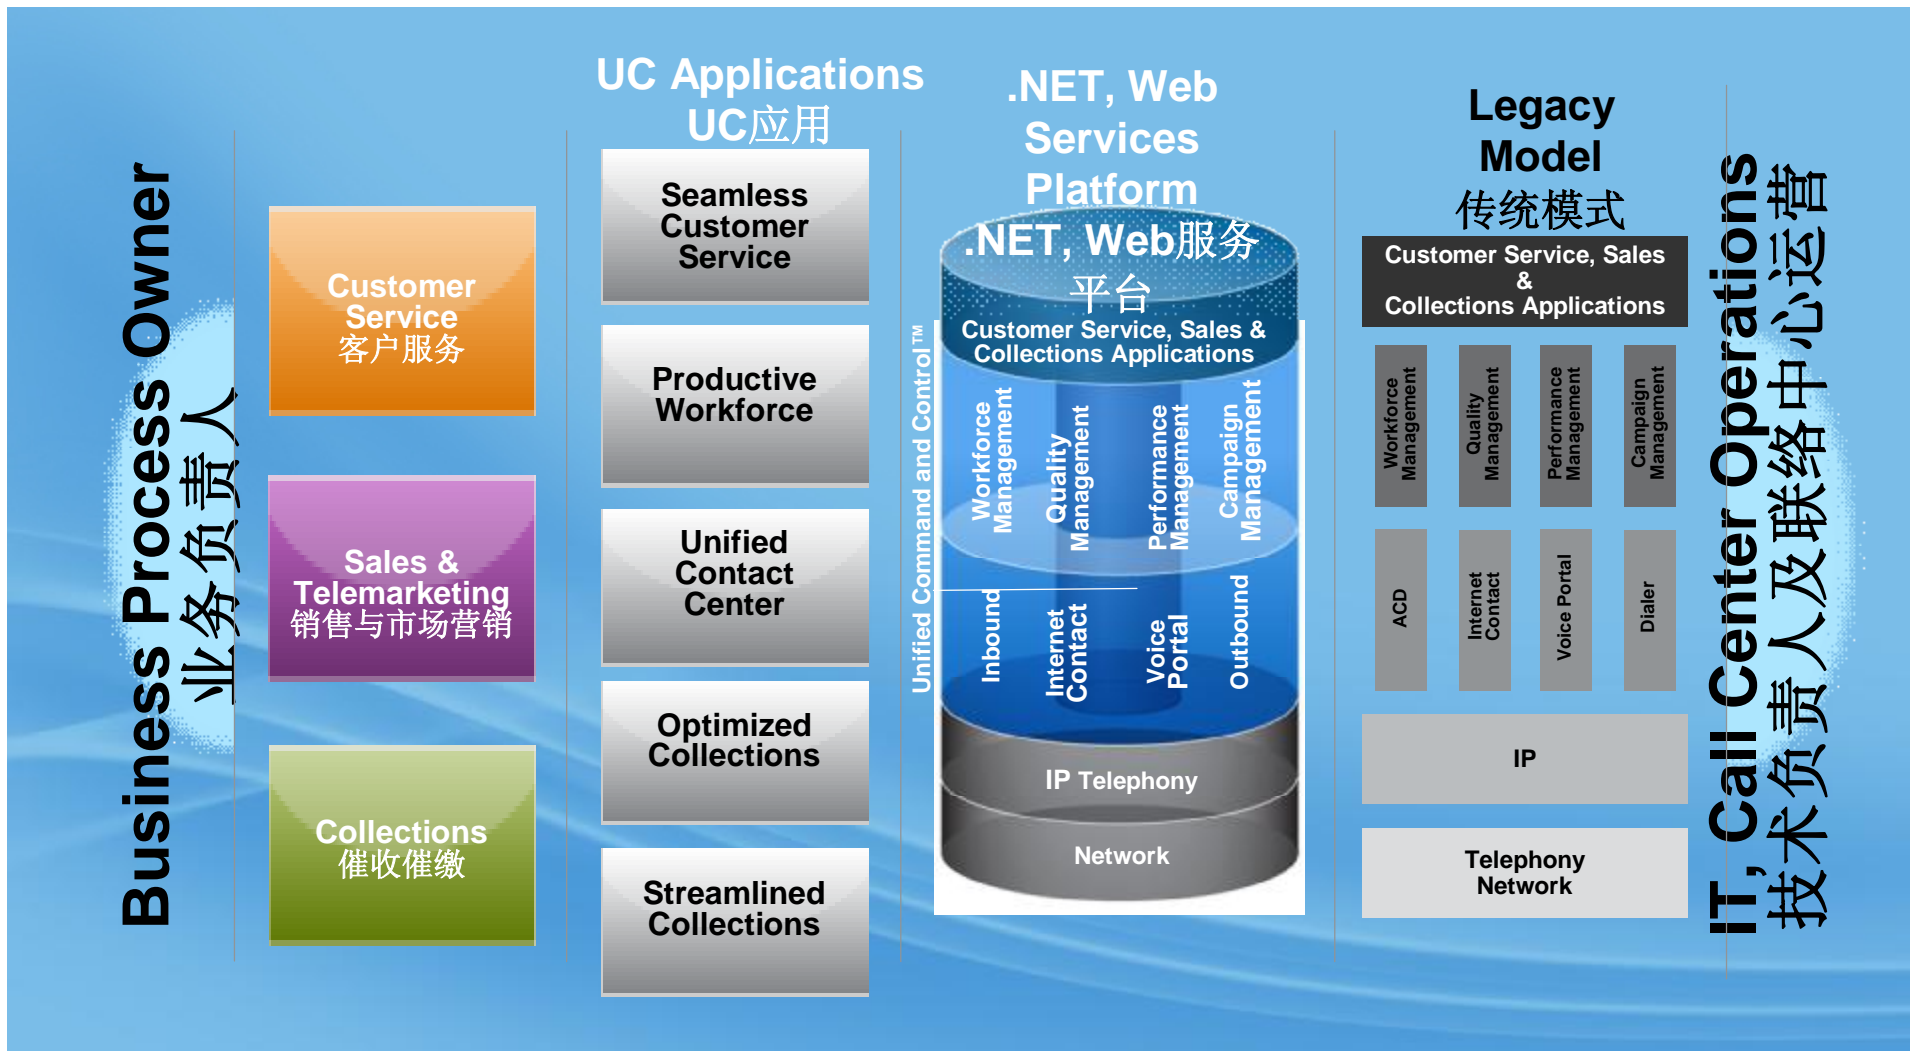 Business Process Owner
业务负责人
Customer
Service
客户服务
Sales &
Telemarketing
销售与市场营销
Collections
催收催缴
UC Applications
UC应用
Seamless
Customer
Service
Productive
Workforce
Unified
Contact
Center
Optimized
Collections
Streamlined
Collections
.NET, Web
Services
Platform
.NET, Web服务
平台
Customer Service, Sales &
Collections Applications
Unified Command and Control™
Workforce
Management
Quality
Management
Performance
Management
Campaign
Management
Inbound
Internet
Contact
Voice
Portal
Outbound
IP Telephony
Network
Legacy
Model
传统模式
Customer Service, Sales
&
Collections Applications
Workforce
Management
Quality
Management
Performance
Management
Campaign
Management
ACD
Internet
Contact
Voice Portal
Dialer
IP
Telephony
Network
IT, Call Center Operations
技术负责人及联络中心运营